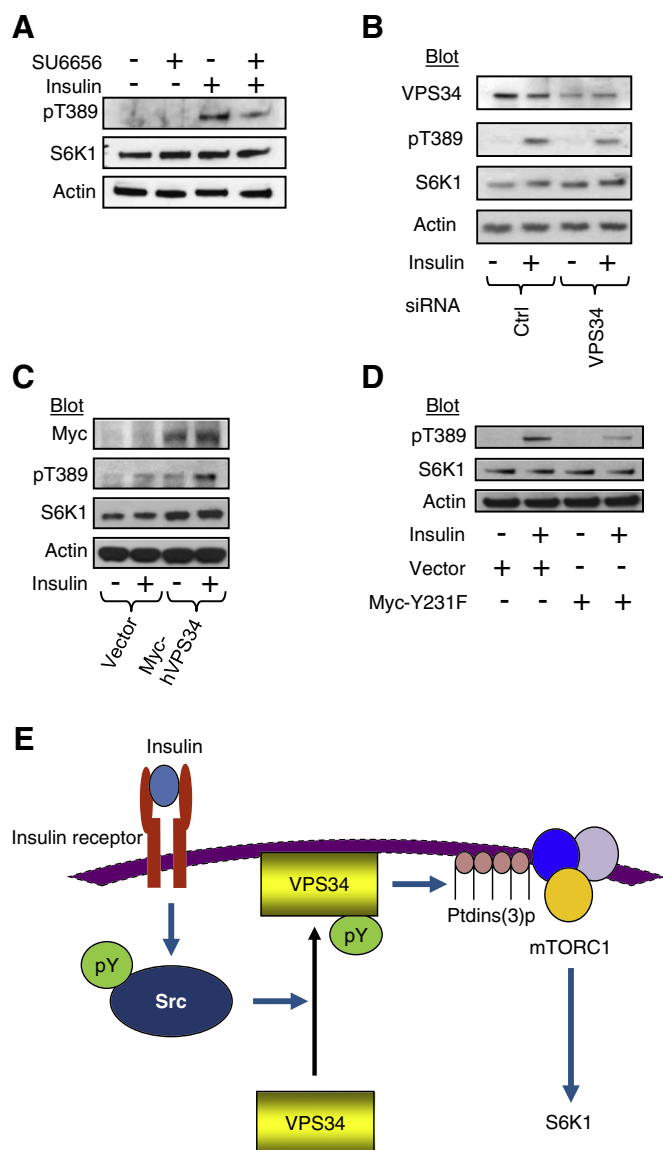 A
SU6656 - + - +
Insulin - - + +
pT389
S6K1
Actin
B
Blot
VPS34
pT389
S6K1
Actin
Insulin - + - +
siRNA
Ctrl
VPS34
C
Blot
Myc
pT389
S6K1
Actin
Insulin - + - +
Vector
Myc-
hVPS34
D
Blot
pT389
S6K1
Actin
Insulin - + - +
Vector + + - -
Myc-Y231F - - + +
E
Insulin
Insulin receptor
VPS34
pY
Ptdins(3)p
mTORC1
pY
Src
VPS34
S6K1